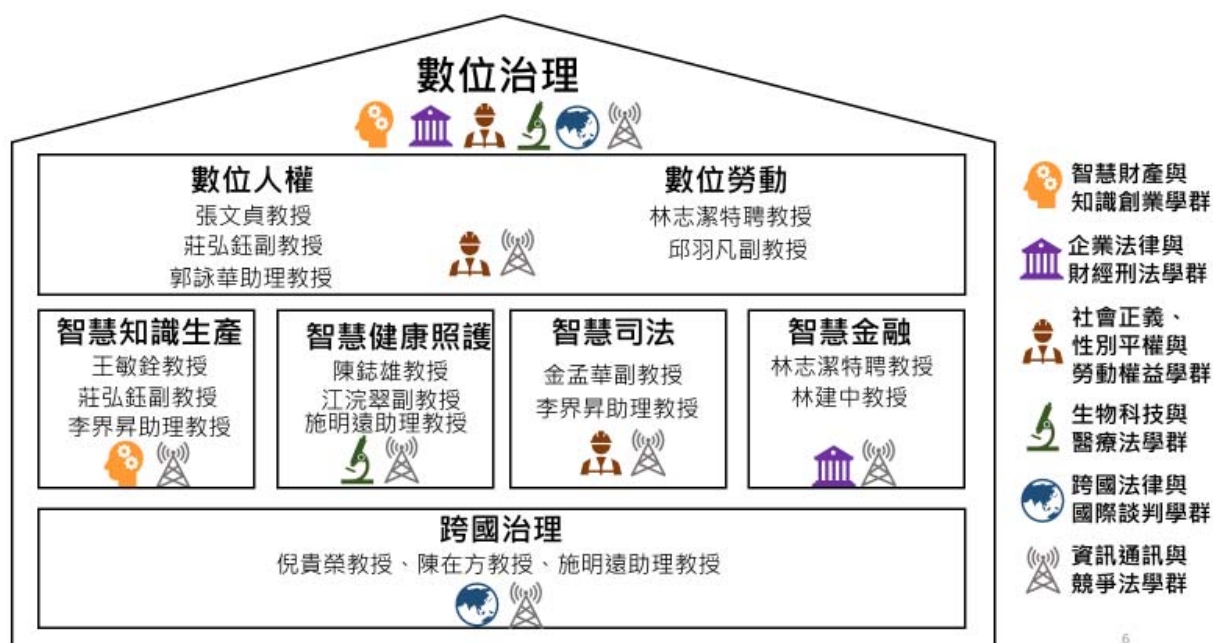 數位治理
數位人權
張文貞教授
莊弘鈺副教授
郭詠華助理教授
數位勞動
林志潔特聘教授
邱羽凡副教授
智慧知識生產
王敏銓教授
莊弘鈺副教授
李界昇助理教授
智慧健康照護
陳鋕雄教授
江浣翠副教授
施明遠助理教授
智慧司法
金孟華副教授
李界昇助理教授
智慧金融
林志潔特聘教授
林建中教授
跨國治理
倪貴榮教授、陳在方教授、施明遠助理教授
智慧財產與
知識創業學群
企業法律與
財經刑法學群
社會正義、
性別平權與
勞動權益學群
生物科技與
醫療法學群
跨國法律與
國際談判學群
資訊通訊與
競爭法學群
6